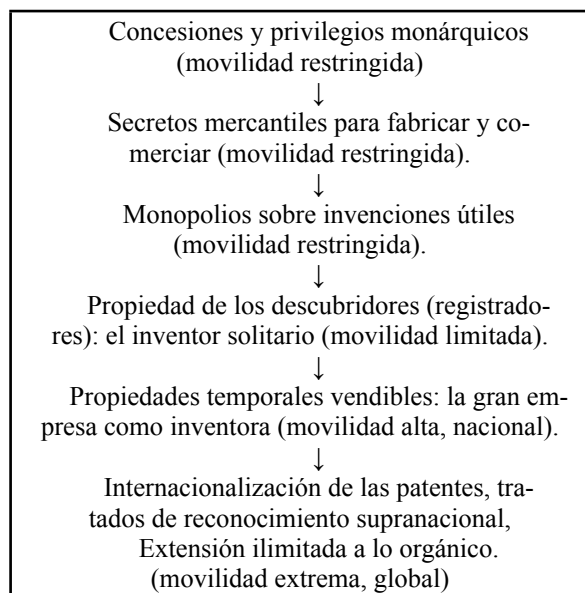 Concesiones y privilegios monárquicos
(movilidad restringida)
↓
Secretos mercantiles para fabricar y co-
merciar (movilidad restringida).
↓
Monopolios sobre invenciones útiles
(movilidad restringida).
↓
Propiedad de los descubridores (registrado-
res): el inventor solitario (movilidad limitada).
↓
Propiedades temporales vendibles: la gran em-
presa como inventora (movilidad alta, nacional).
↓
Internacionalización de las patentes, tra-
tados de reconocimiento supranacional,
Extensión ilimitada a lo orgánico.
(movilidad extrema, global)